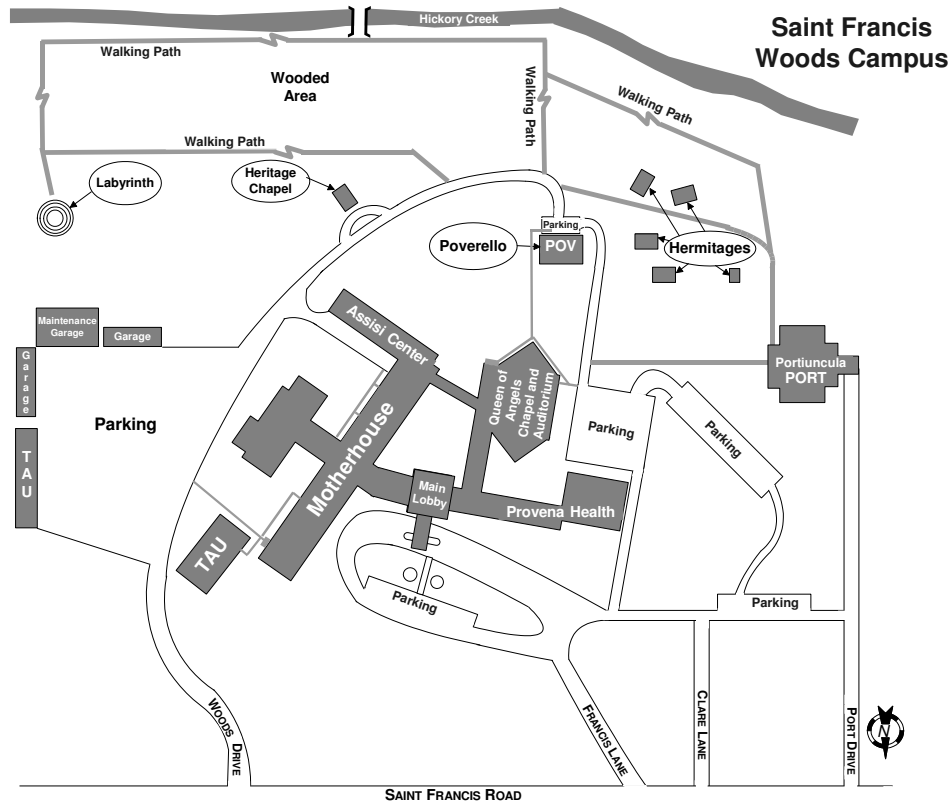 Hickory Creek
Saint Francis
Woods Campus
Walking Path
Wooded
Area
Walking Path
Walking Path
Walking Path
Labyrinth
Heritage
Chapel
Parking
Poverello
POV
Hermitages
Maintenance
Garage
Garage
Garage
Assisi Center
Portiuncula
PORT
Queen of
Angels
Chapel and
Auditorium
Parking
Parking
Parking
TAU
Motherhouse
Main
Lobby
Provena Health
TAU
Parking
Parking
WOODS DRIVE
FRANCIS LANE
CLARE LANE
PORT DRIVE
N
SAINT FRANCIS ROAD